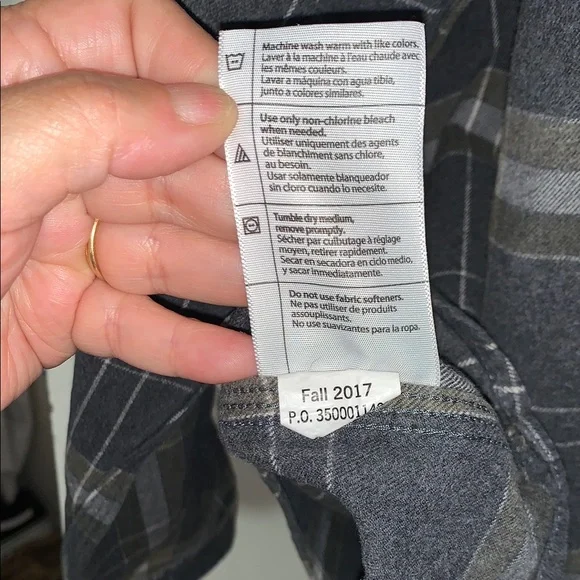 Machine wash warm with like colors.
Laver à la machine à l'eau chaude avec
les mêmes couleurs.
Lavar a máquina con agua tibia,
junto a colores similares.
Use only non-chlorine bleach
when needed.
Utiliser uniquement des agents
de blanchiment sans chlore,
au besoin.
Usar solamente blanqueador
sin cloro cuando lo necesite.
Tumble dry medium,
remove promptly.
Sécher par culbutage à réglage
moyen, retirer rapidement.
Secar en secadora en ciclo medio,
y sacar inmediatamente.
Do not use fabric softeners.
Ne pas utiliser de produits
assouplissants.
No use suavizantes para la ropa.
Fall 2017
P.O. 35000114